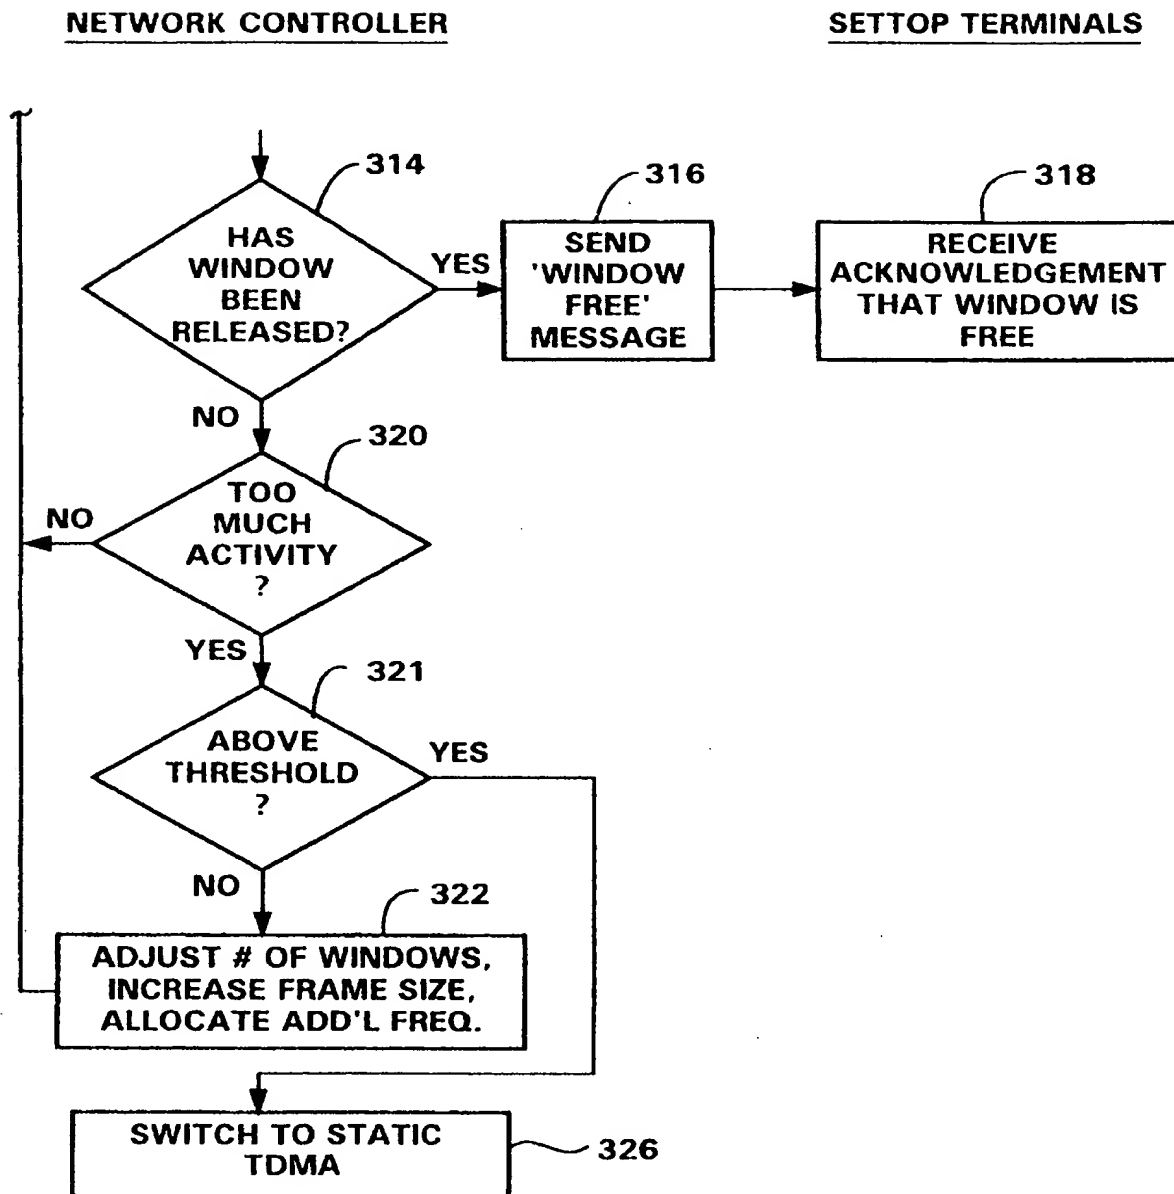 NETWORK CONTROLLER
SETTOP TERMINALS
314
HAS
WINDOW
BEEN
RELEASED?
YES
316
SEND
'WINDOW
FREE'
MESSAGE
318
RECEIVE
ACKNOWLEDGEMENT
THAT WINDOW IS
FREE
NO
320
TOO
MUCH
ACTIVITY
?
NO
YES
321
ABOVE
THRESHOLD
?
YES
NO
322
ADJUST # OF WINDOWS,
INCREASE FRAME SIZE,
ALLOCATE ADD'L FREQ.
SWITCH TO STATIC
TDMA
326